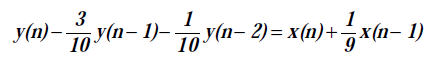 y(n)− 3/10 y(n−1)− 1/10 y(n−2)= x(n)+ 1/9 x(n−1)